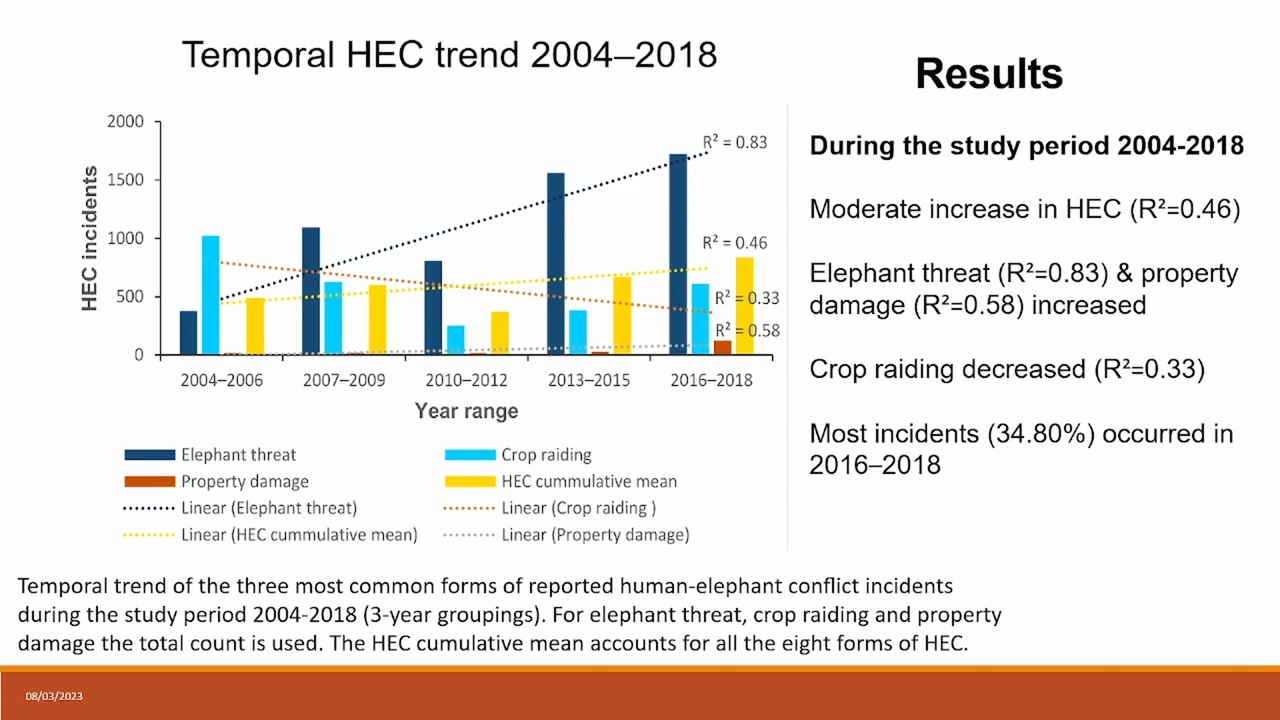 Temporal HEC trend 2004–2018
HEC incidents
2000
1500
1000
500
0
R² = 0.83
R² = 0.46
R² = 0.33
R² = 0.58
2004–2006 2007–2009 2010–2012 2013–2015 2016–2018
Year range
Elephant threat Crop raiding
Property damage HEC cummulative mean
Linear (Elephant threat) Linear (Crop raiding )
Linear (HEC cummulative mean) Linear (Property damage)
Results
During the study period 2004-2018
Moderate increase in HEC (R²=0.46)
Elephant threat (R²=0.83) & property
damage (R²=0.58) increased
Crop raiding decreased (R²=0.33)
Most incidents (34.80%) occurred in
2016–2018
Temporal trend of the three most common forms of reported human-elephant conflict incidents
during the study period 2004-2018 (3-year groupings). For elephant threat, crop raiding and property
damage the total count is used. The HEC cumulative mean accounts for all the eight forms of HEC.
08/03/2023